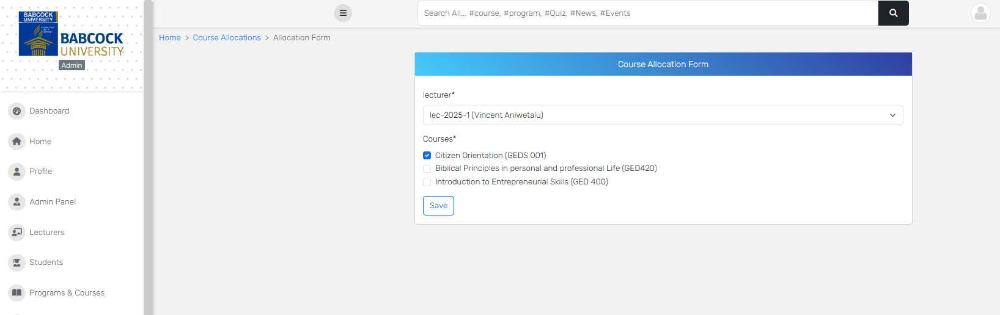 BABCOCK
UNIVERSITY
BABCOCK
UNIVERSITY
Admin
Dashboard
Home
Profile
Admin Panel
Lecturers
Students
Programs & Courses
Search All... #course, #program, #Quiz, #News, #Events
Home > Course Allocations > Allocation Form
Course Allocation Form
lecturer*
lec-2025-1 (Vincent Aniwetalu)
Courses*
Citizen Orientation (GEDS 001)
Biblical Principles in personal and professional Life (GED420)
Introduction to Entrepreneurial Skills (GED 400)
Save